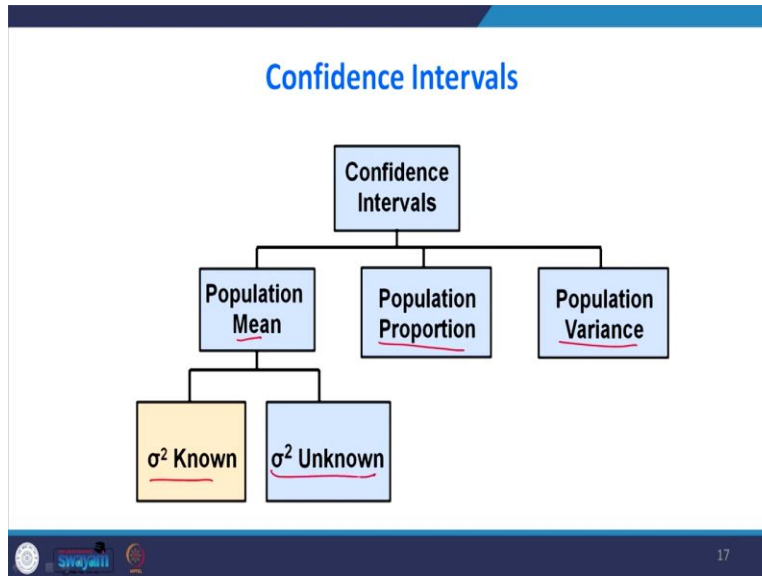 Confidence Intervals
Confidence
Intervals
Population
Mean
Population
Proportion
Population
Variance
σ² Known
σ² Unknown
swayam
17